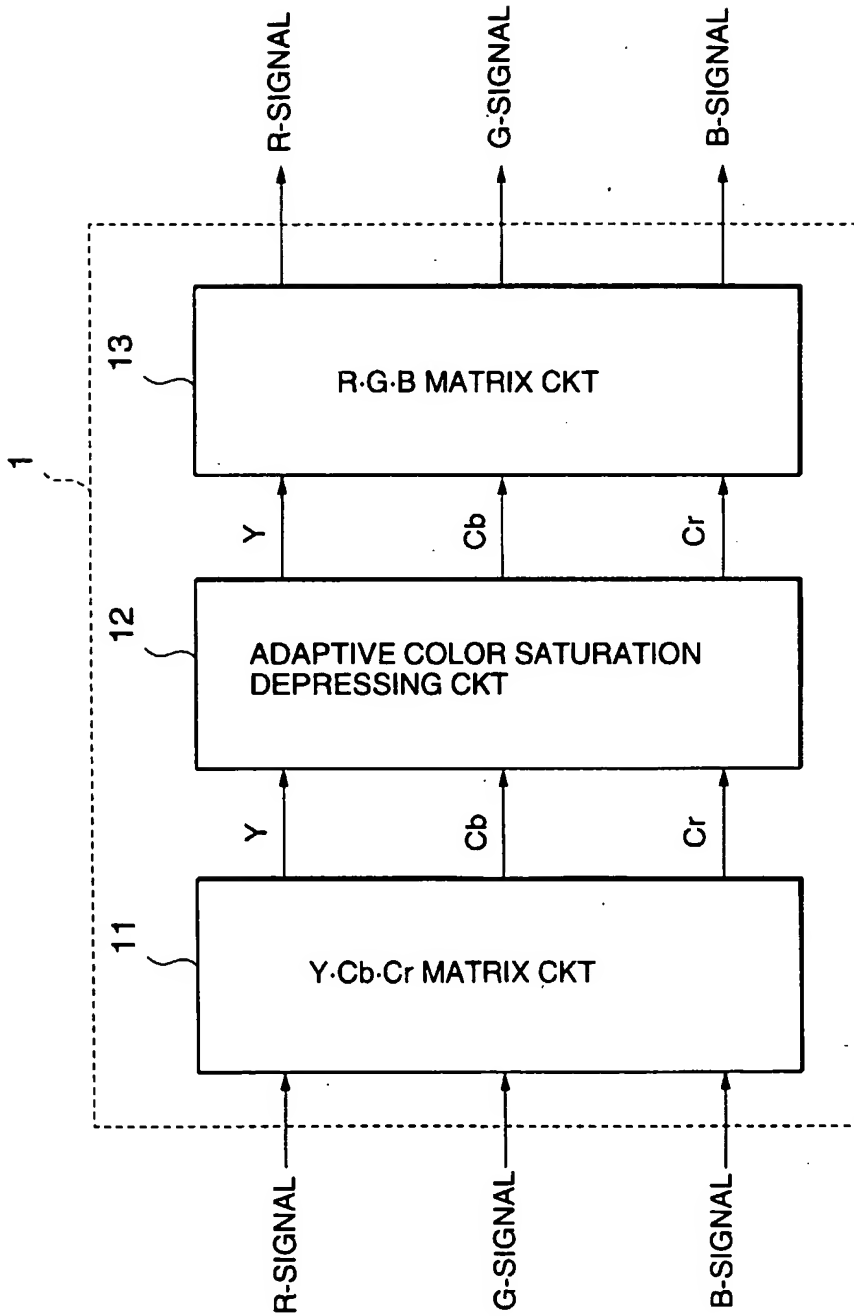 1
11
12
13
R-SIGNAL
G-SIGNAL
B-SIGNAL
Y·Cb·Cr MATRIX CKT
Y
Cb
Cr
ADAPTIVE COLOR SATURATION
DEPRESSING CKT
Y
Cb
Cr
R·G·B MATRIX CKT
R-SIGNAL
G-SIGNAL
B-SIGNAL